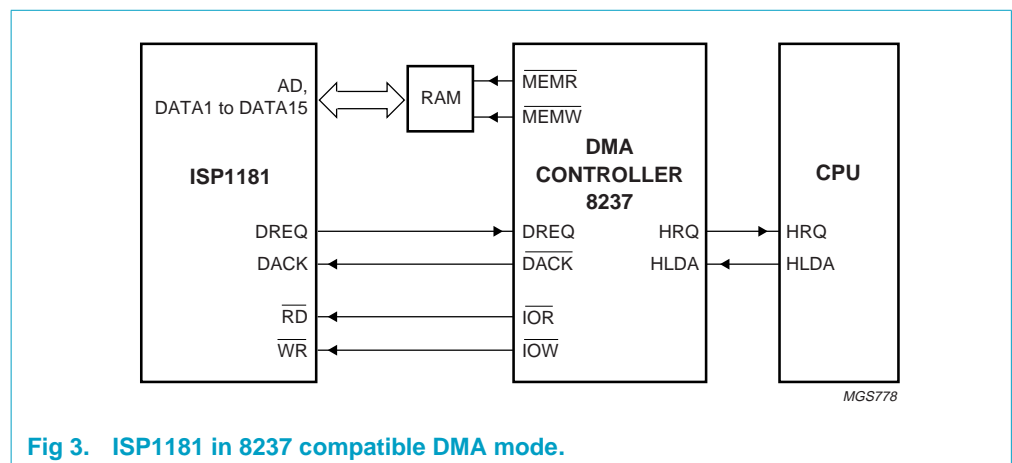 AD,
DATA1 to DATA15
RAM
MEMR
MEMW
DMA
CONTROLLER
8237
ISP1181
CPU
DREQ
DREQ
HRQ
HRQ
DACK
DACK
HLDA
HLDA
RD
IOR
WR
IOW
MGS778
Fig 3. ISP1181 in 8237 compatible DMA mode.